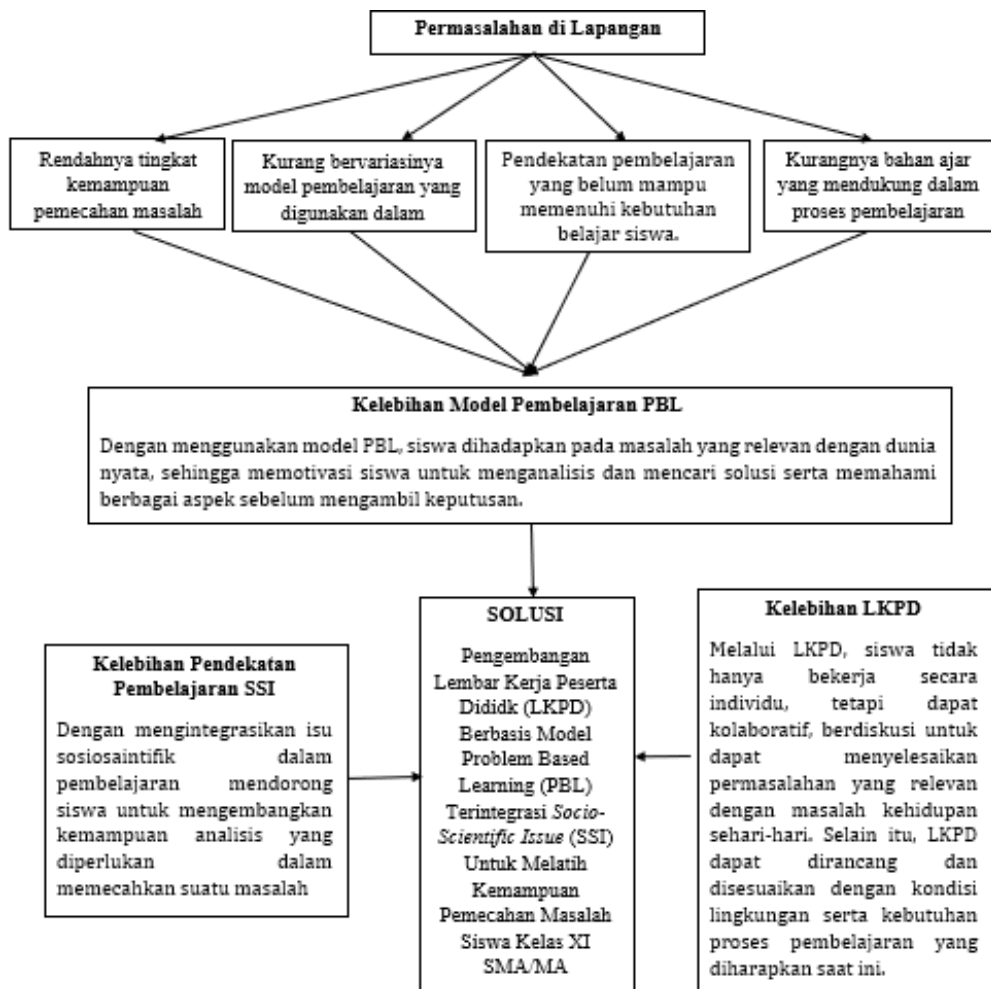 Permasalahan di Lapangan
Rendahnya tingkat
kemampuan
pemecahan masalah
Kurang bervariasinya
model pembelajaran yang
digunakan dalam
Pendekatan pembelajaran
yang belum mampu
memenuhi kebutuhan
belajar siswa.
Kurangnya bahan ajar
yang mendukung dalam
proses pembelajaran
Kelebihan Model Pembelajaran PBL
Dengan menggunakan model PBL, siswa dihadapkan pada masalah yang relevan dengan dunia
nyata, sehingga memotivasi siswa untuk menganalisis dan mencari solusi serta memahami
berbagai aspek sebelum mengambil keputusan.
Kelebihan Pendekatan
Pembelajaran SSI
Dengan mengintegrasikan isu
sosiosaintifik dalam
pembelajaran mendorong
siswa untuk mengembangkan
kemampuan analisis yang
diperlukan dalam
memecahkan suatu masalah
SOLUSI
Pengembangan
Lembar Kerja Peserta
Dididk (LKPD)
Berbasis Model
Problem Based
Learning (PBL)
Terintegrasi Socio-
Scientific Issue (SSI)
Untuk Melatih
Kemampuan
Pemecahan Masalah
Siswa Kelas XI
SMA/MA
Kelebihan LKPD
Melalui LKPD, siswa tidak
hanya bekerja secara
individu, tetapi dapat
kolaboratif, berdiskusi untuk
dapat menyelesaikan
permasalahan yang relevan
dengan masalah kehidupan
sehari-hari. Selain itu, LKPD
dapat dirancang dan
disesuaikan dengan kondisi
lingkungan serta kebutuhan
proses pembelajaran yang
diharapkan saat ini.